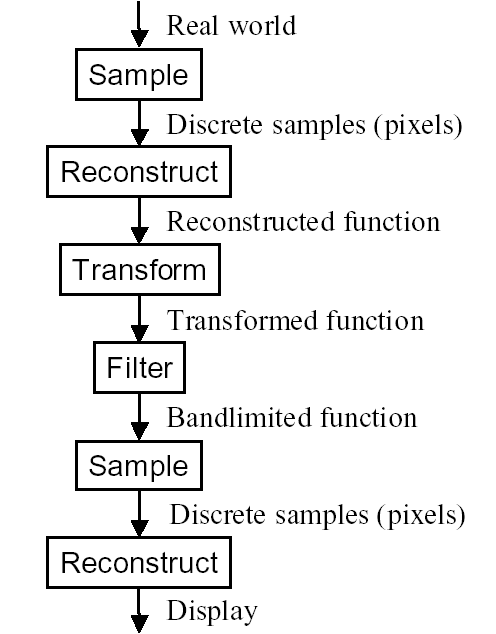 Real world
Sample
Discrete samples (pixels)
Reconstruct
Reconstructed function
Transform
Transformed function
Filter
Bandlimited function
Sample
Discrete samples (pixels)
Reconstruct
Display